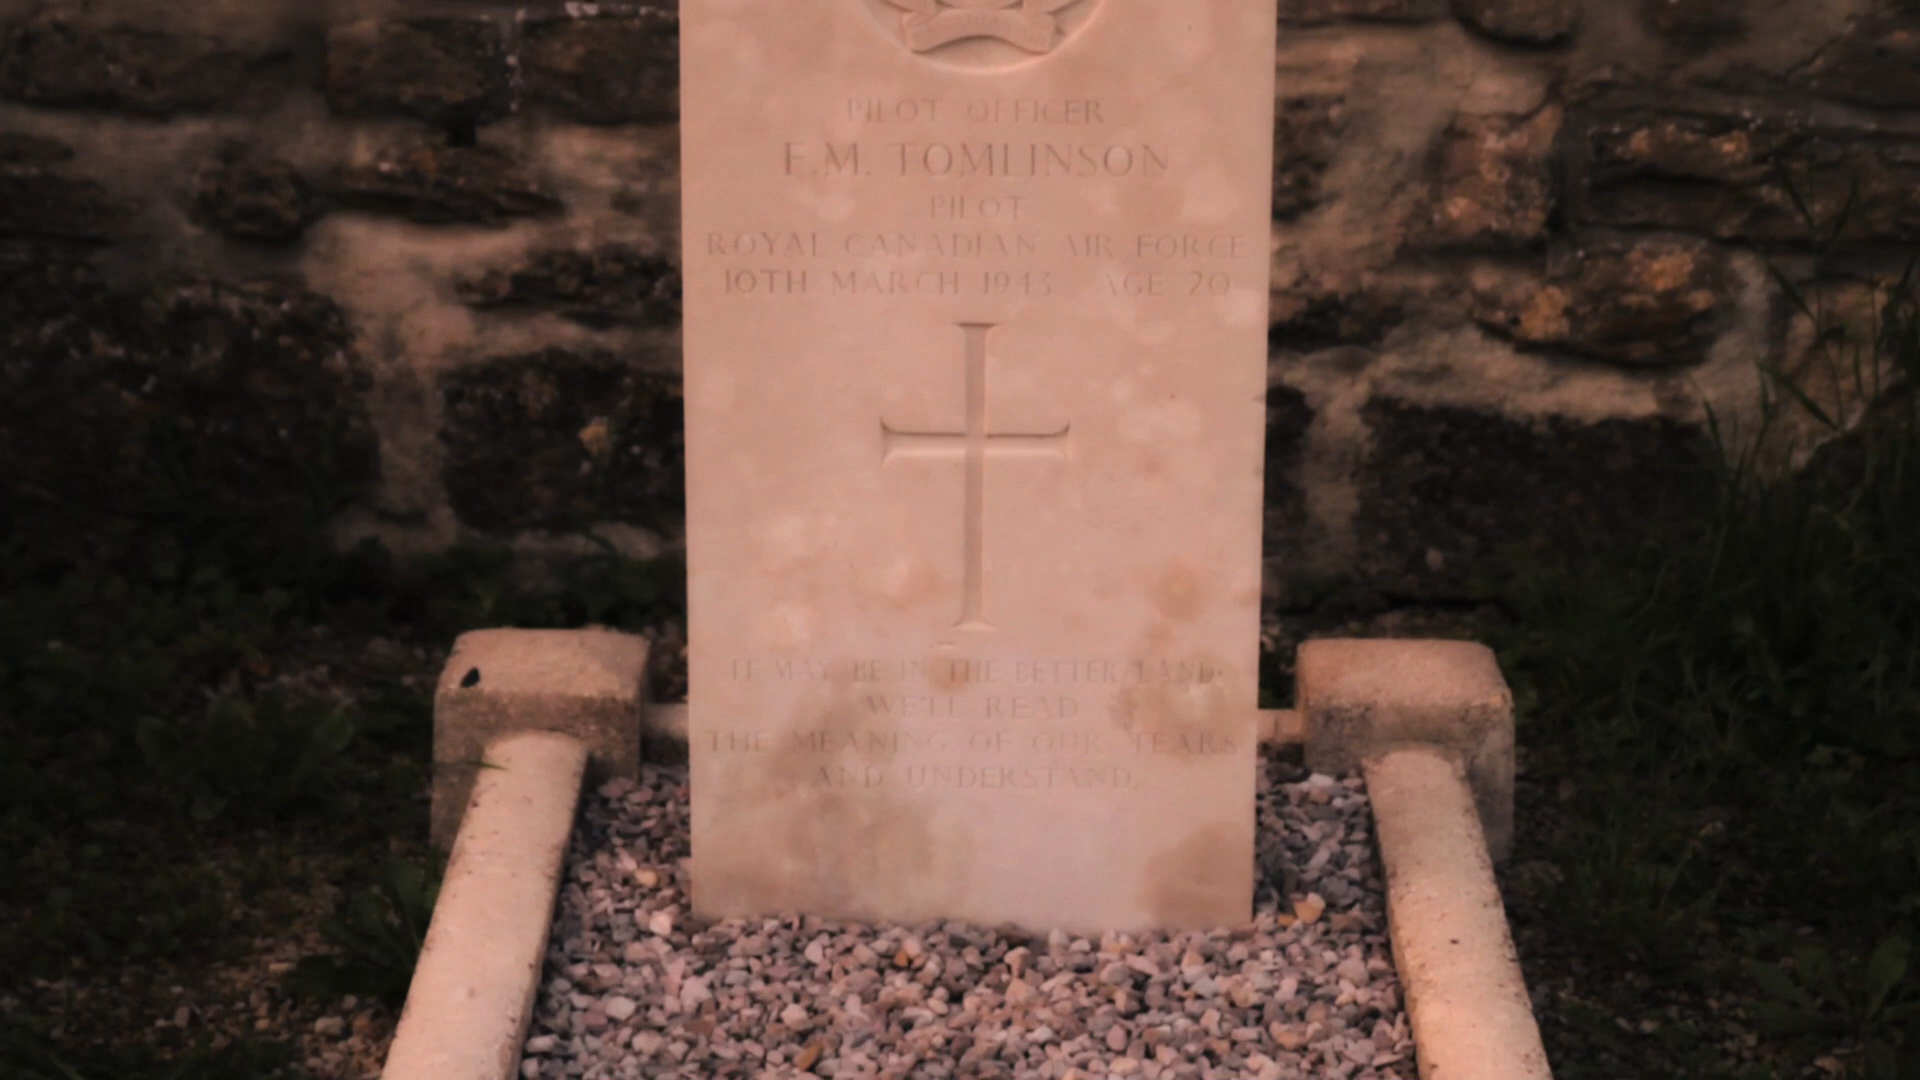 PILOT OFFICER
F.M. TOMLINSON
PILOT
ROYAL CANADIAN AIR FORCE
10TH MARCH 1943 AGE 20
IT MAY BE IN THE BETTER LAND
WE'LL READ
THE MEANING OF OUR TEARS
AND UNDERSTAND.